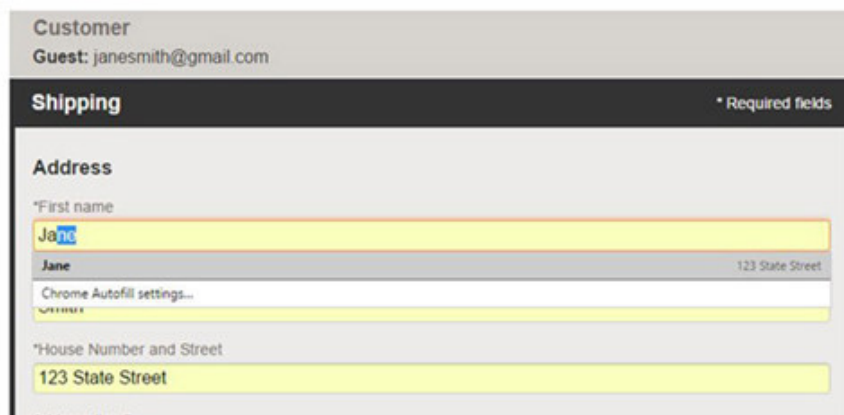 Customer
Guest: janesmith@gmail.com
Shipping * Required fields
Address
*First name
Jane
Jane 123 State Street
Chrome Autofill settings...
Smith
*House Number and Street
123 State Street